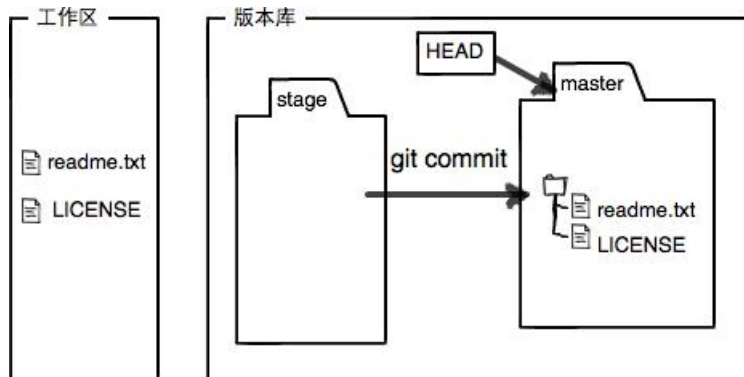 工作区
版本库
HEAD
stage
master
git commit
readme.txt
LICENSE
readme.txt
LICENSE